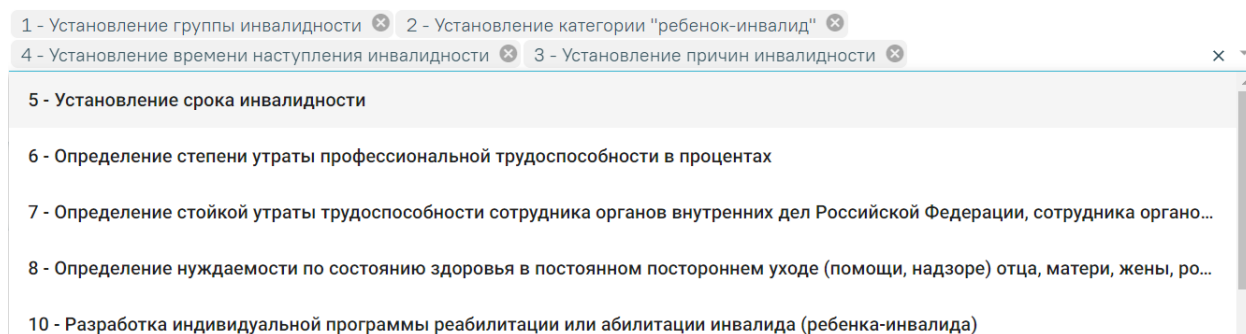 1 - Установление группы инвалидности 2 - Установление категории "ребенок-инвалид"
4 - Установление времени наступления инвалидности 3 - Установление причин инвалидности
5 - Установление срока инвалидности
6 - Определение степени утраты профессиональной трудоспособности в процентах
7 - Определение стойкой утраты трудоспособности сотрудника органов внутренних дел Российской Федерации, сотрудника органо...
8 - Определение нуждаемости по состоянию здоровья в постоянном постороннем уходе (помощи, надзоре) отца, матери, жены, ро...
10 - Разработка индивидуальной программы реабилитации или абилитации инвалида (ребенка-инвалида)